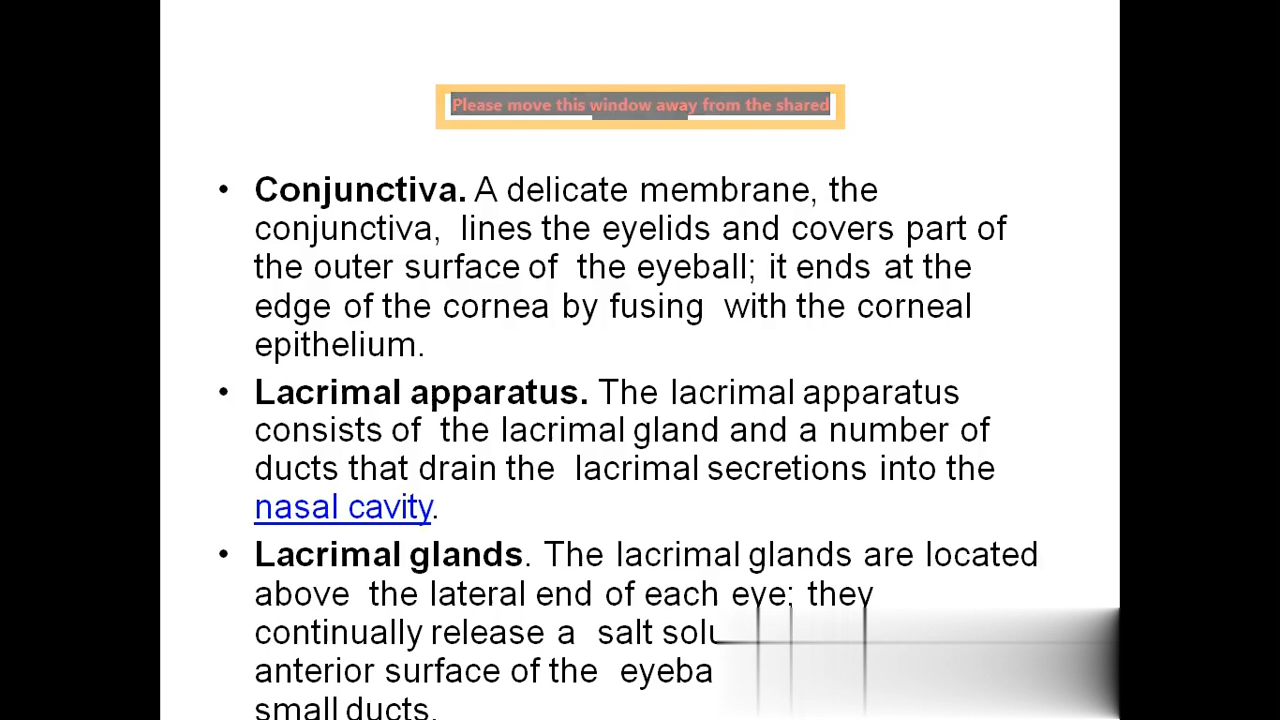 Please move this window away from the shared
• Conjunctiva. A delicate membrane, the
conjunctiva, lines the eyelids and covers part of
the outer surface of the eyeball; it ends at the
edge of the cornea by fusing with the corneal
epithelium.
• Lacrimal apparatus. The lacrimal apparatus
consists of the lacrimal gland and a number of
ducts that drain the lacrimal secretions into the
nasal cavity.
• Lacrimal glands. The lacrimal glands are located
above the lateral end of each eye; they
continually release a salt
anterior surface of the
small ducts.